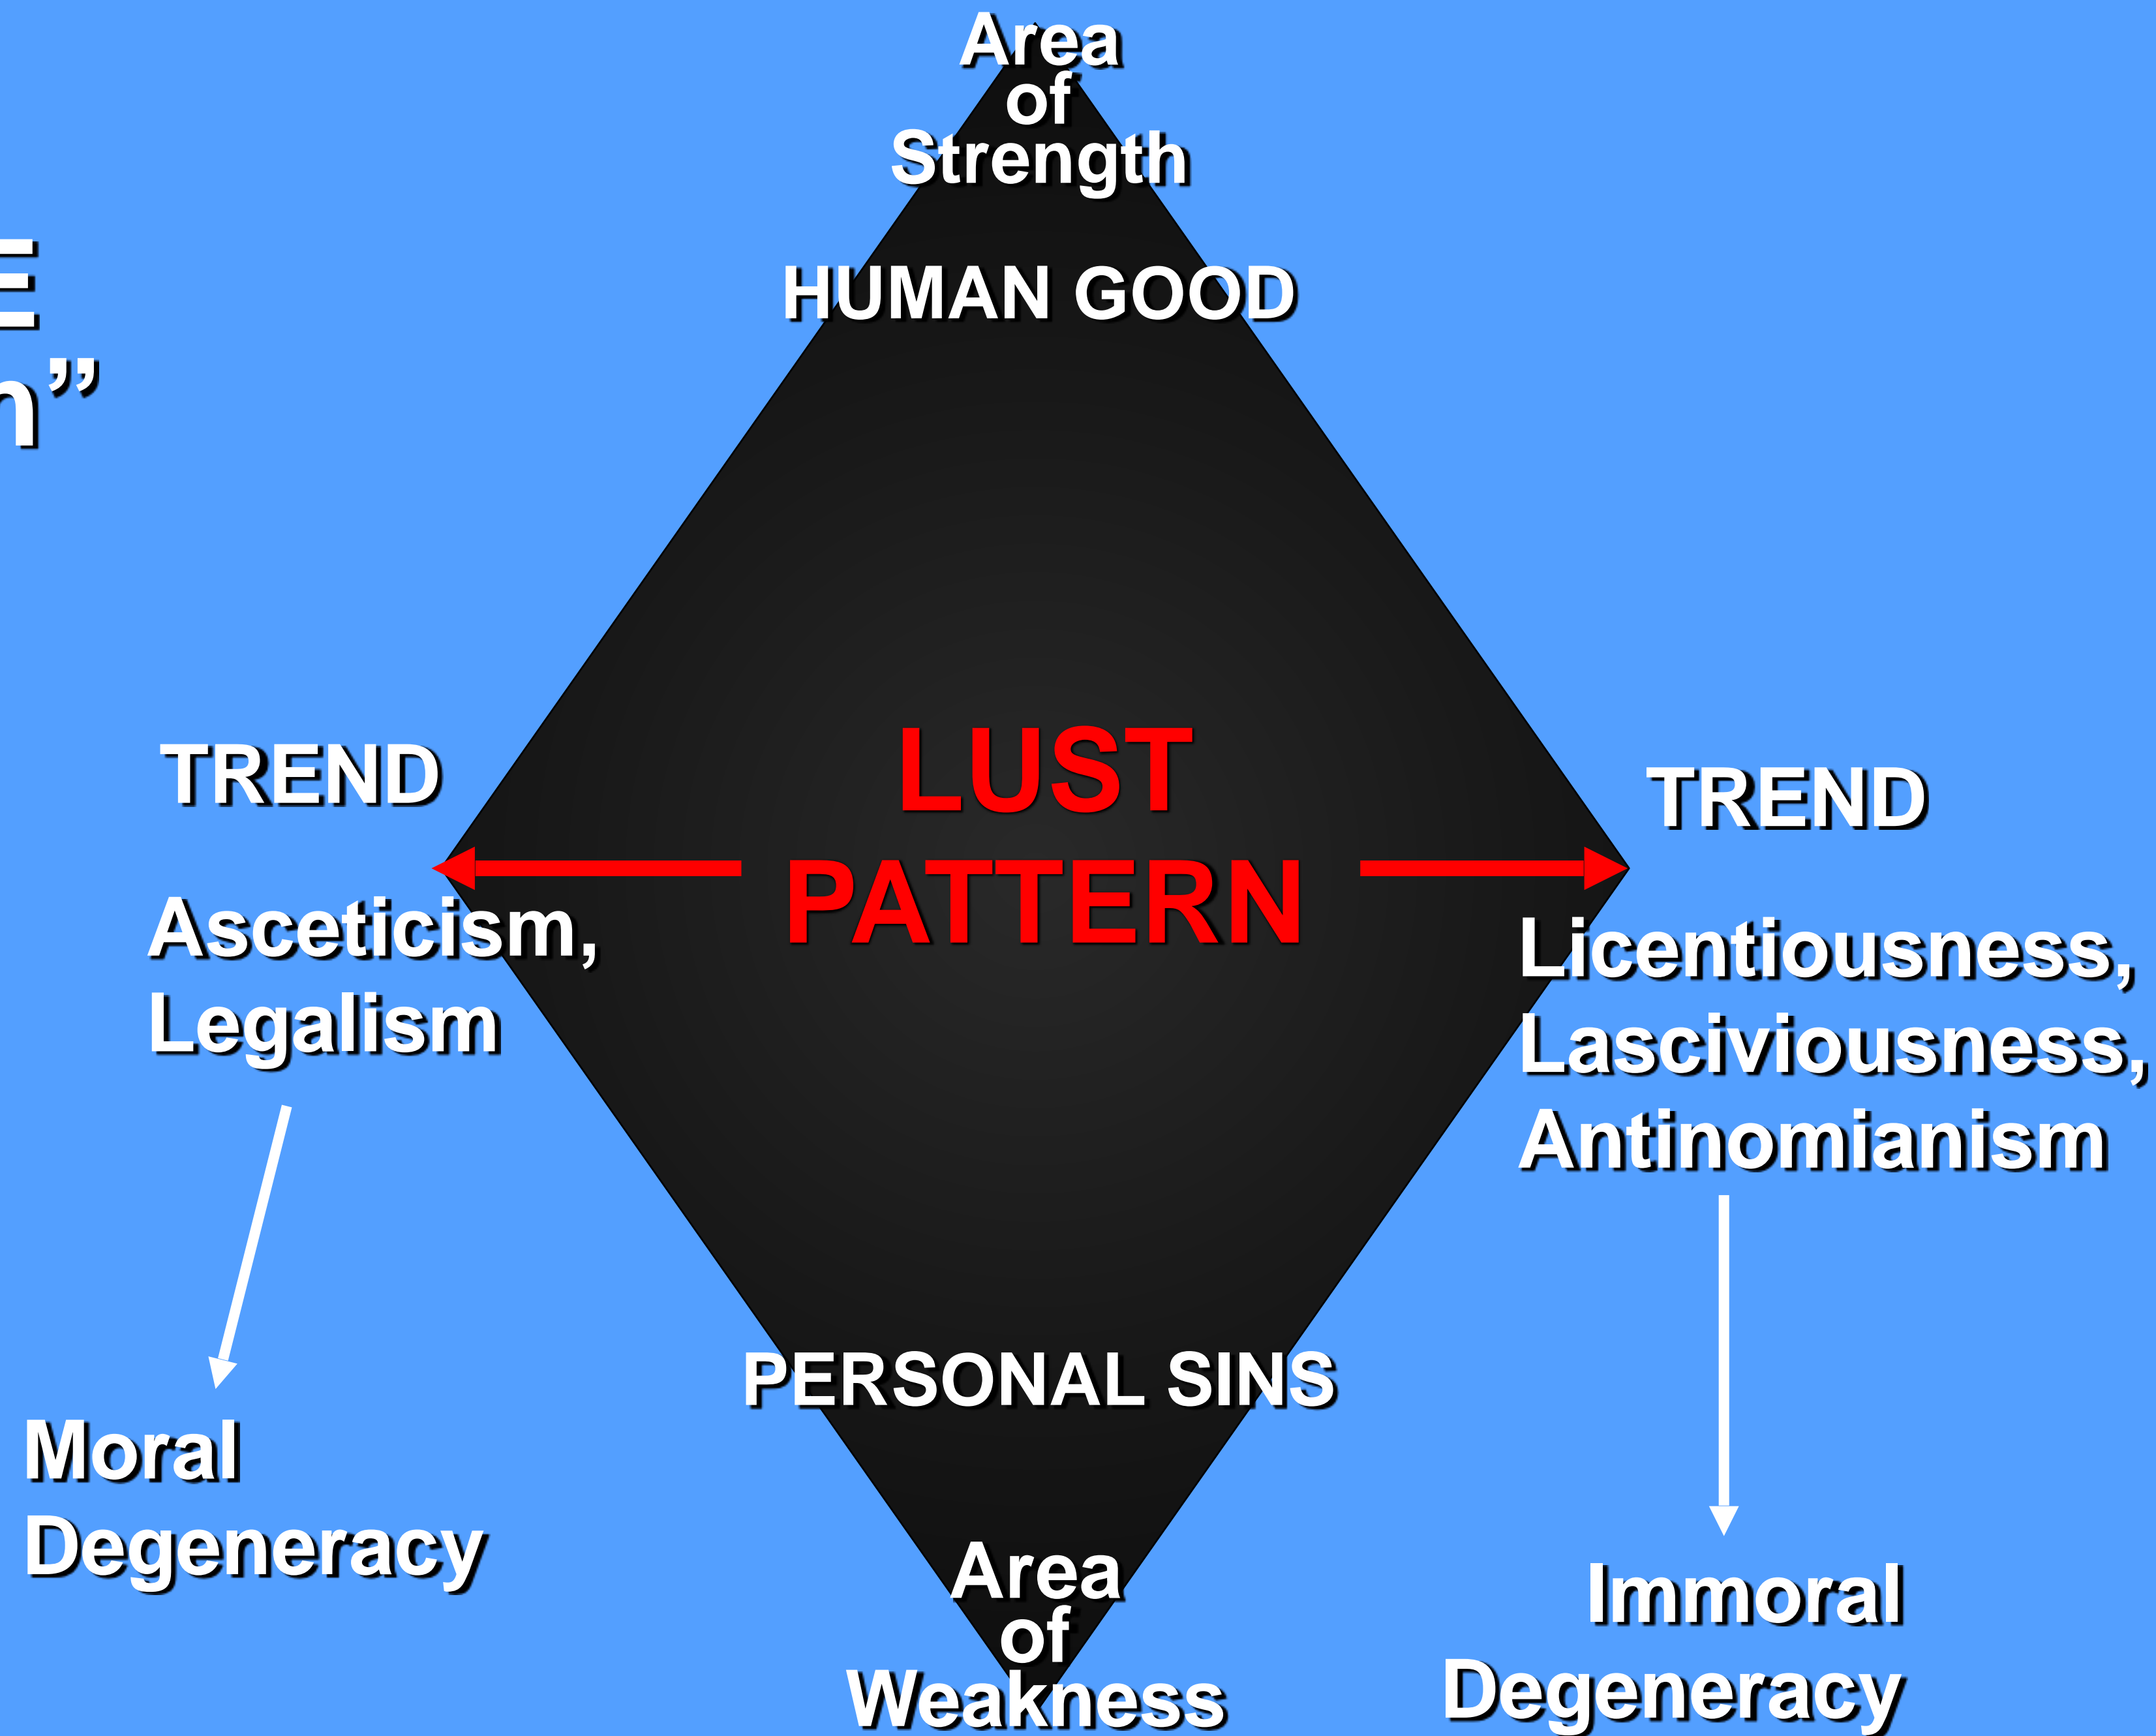 Area
of
Strength
HUMAN GOOD
LUST
PATTERN
TREND
Asceticism,
Legalism
TREND
Licentiousness,
Lasciviousness,
Antinomianism
PERSONAL SINS
Moral
Degeneracy
Area
of
Weakness
Immoral
Degeneracy